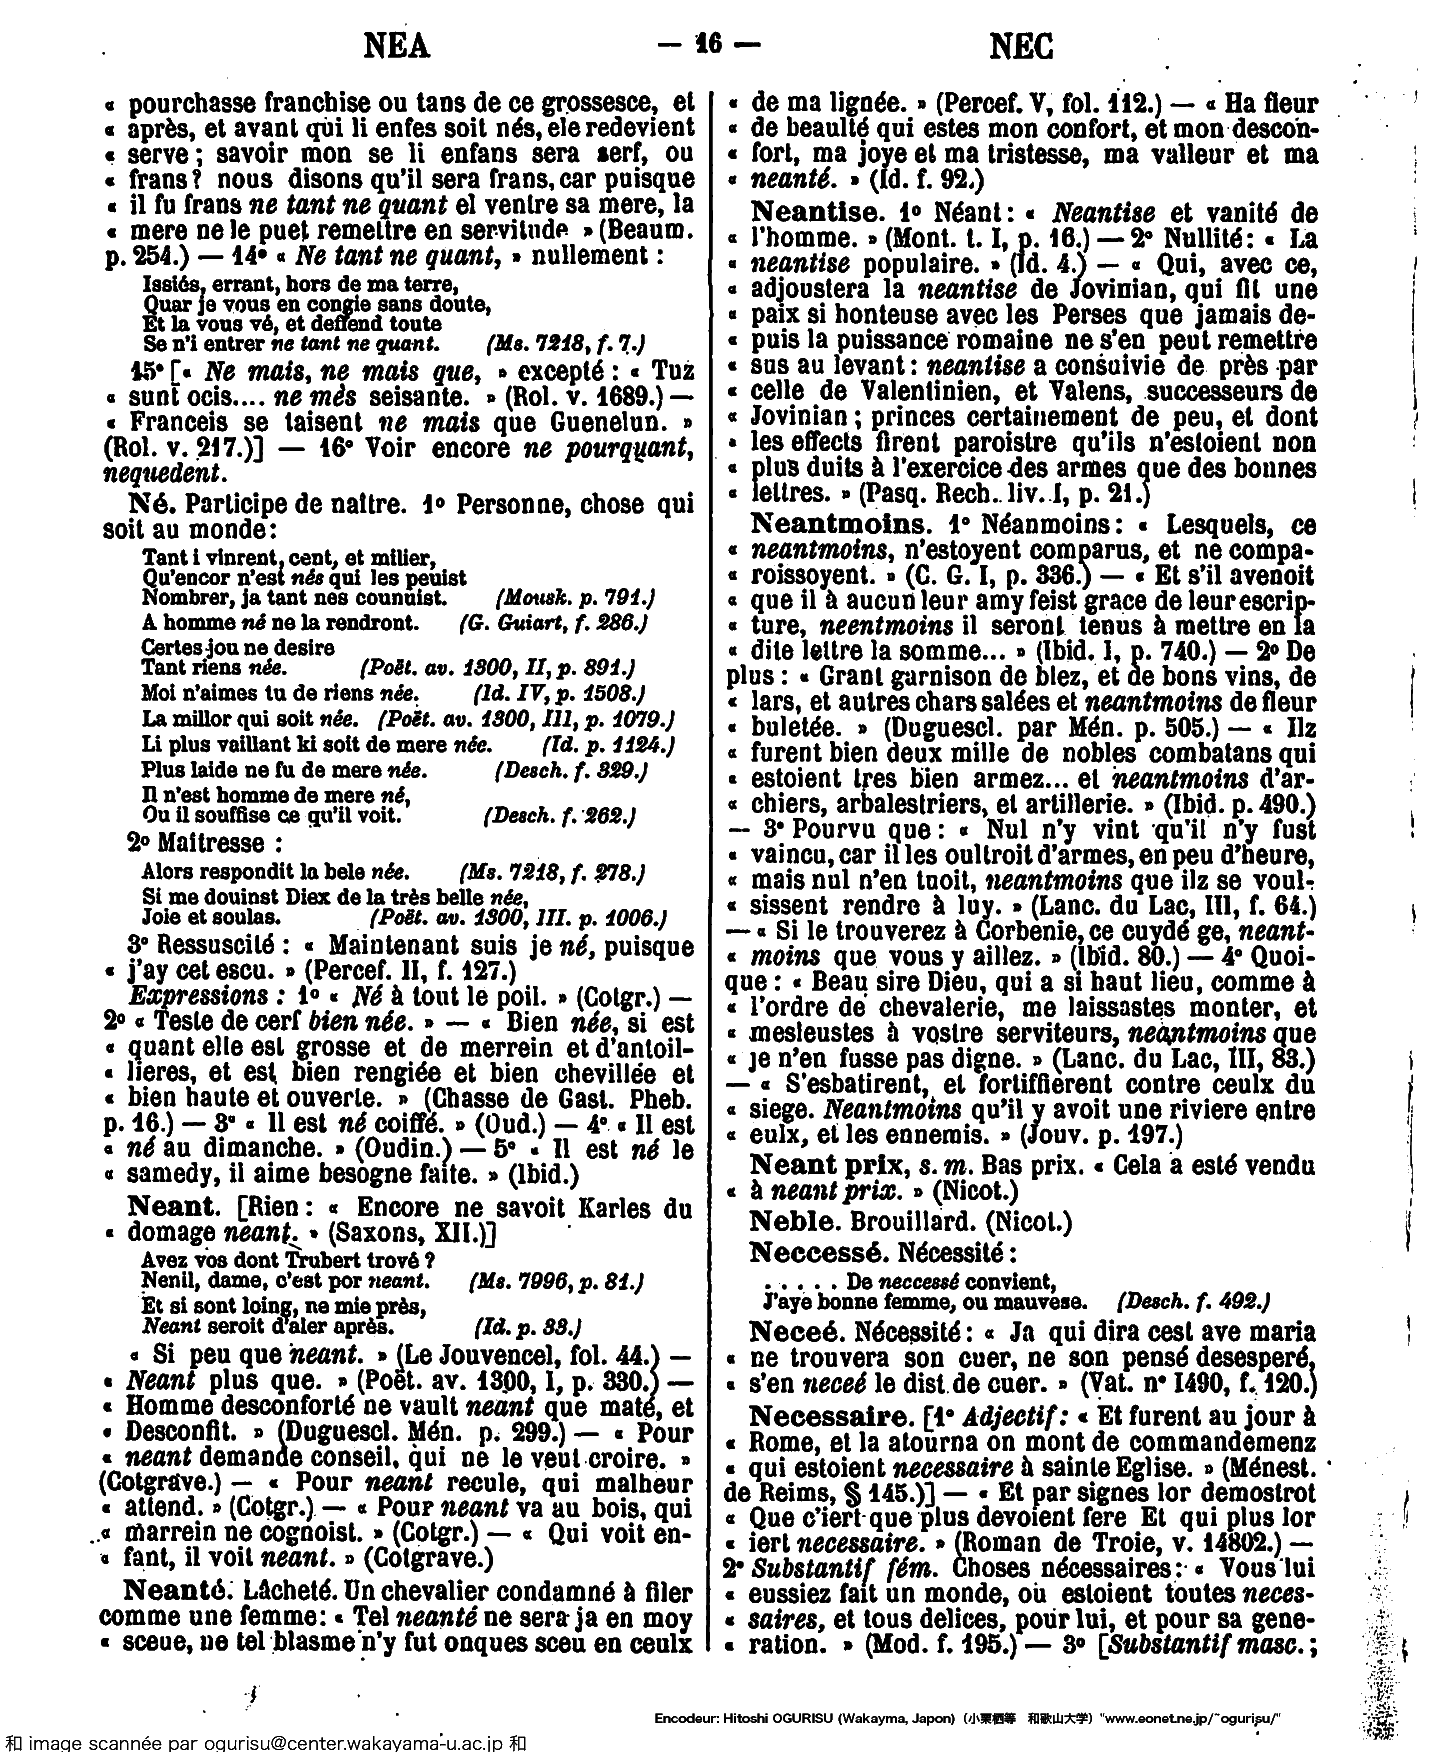 NEA — 16 — NEC
« pourchasse franchise ou tans de ce grossesce, et
« après, et avant qui li enfes soit nés, ele redevient
« serve ; savoir mon se li enfans sera serf, ou
« frans? nous disons qu'il sera frans, car puisque
« il fu frans ne tant ne quant el ventre sa mere, la
« mere ne le puet remettre en servitude » (Beaum.
p. 254.) — 14° « Ne tant ne quant, » nullement :
Issiés, errant, hors de ma terre,
Quar je vous en congie sans doute,
Et la vous vé, et deffend toute
Se n'i entrer ne tant ne quant. (Ms. 7218, f. 7.)
15° [« Ne mais, ne mais que, » excepté : « Tuz
« sunt ocis.... ne mès seisante. » (Rol. v. 1689.) —
« Franceis se taisent ne mais que Guenelun. »
(Rol. v. 217.)] — 16° Voir encore ne pourquant,
nequedent.
Né. Participe de naître. 1° Personne, chose qui
soit au monde :
Tant i vinrent, cent, et milier,
Qu'encor n'est nés qui les peuist
Nombrer, ja tant nes counuist. (Mousk. p. 791.)
A homme né ne la rendront. (G. Guiart, f. 286.)
Certes jou ne desire
Tant riens née. (Poët. av. 1300, II, p. 891.)
Moi n'aimes tu de riens née. (Id. IV, p. 1508.)
La millor qui soit née. (Poët. av. 1300, III, p. 1079.)
Li plus vaillant ki soit de mere née. (Id. p. 1124.)
Plus laide ne fu de mere née. (Desch. f. 329.)
Il n'est homme de mere né,
Ou il souffise ce qu'il voit. (Desch. f. 262.)
2° Maitresse :
Alors respondit la bele née. (Ms. 7218, f. 278.)
Si me douinst Diex de la très belle née,
Joie et soulas. (Poët. av. 1300, III. p. 1006.)
3° Ressuscité : « Maintenant suis je né, puisque
« j'ay cet escu. » (Percef. II, f. 127.)
Expressions : 1° « Né à tout le poil. » (Cotgr.) —
2° « Teste de cerf bien née. » — « Bien née, si est
« quant elle est grosse et de merrein et d'antoil-
« lieres, et est bien rengiée et bien chevillée et
« bien haute et ouverte. » (Chasse de Gast. Pheb.
p. 16.) — 3° « Il est né coiffé. » (Oud.) — 4° « Il est
« né au dimanche. » (Oudin.) — 5° « Il est né le
« samedy, il aime besogne faite. » (Ibid.)
Neant. [Rien : « Encore ne savoit Karles du
« domage neant. » (Saxons, XII.)]
Avez vos dont Trubert trové ?
Nenil, dame, c'est por neant. (Ms. 7996, p. 81.)
Et si sont loing, ne mie près,
Neant seroit d'aler après. (Id. p. 33.)
« Si peu que neant. » (Le Jouvencel, fol. 44.) —
« Neant plus que. » (Poët. av. 1300, I, p. 330.) —
« Homme desconforté ne vault neant que maté, et
« Desconfit. » (Duguescl. Mén. p. 299.) — « Pour
« neant demande conseil, qui ne le veut croire. »
(Cotgrave.) — « Pour neant recule, qui malheur
« attend. » (Cotgr.) — « Pour neant va au bois, qui
« marrein ne cognoist. » (Cotgr.) — « Qui voit en-
« fant, il voit neant. » (Cotgrave.)
Neanté. Lâcheté. Un chevalier condamné à filer
comme une femme : « Tel neanté ne sera ja en moy
« sceue, ne tel blasme n'y fut onques sceu en ceulx
« de ma lignée. » (Percef. V, fol. 112.) — « Ha fleur
« de beaulté qui estes mon confort, et mon descon-
« fort, ma joye et ma tristesse, ma valleur et ma
« neanté. » (Id. f. 92.)
Neantise. 1° Néant : « Neantise et vanité de
« l'homme. » (Mont. t. I, p. 16.) — 2° Nullité : « La
« neantise populaire. » (Id. 4.) — « Qui, avec ce,
« adjoustera la neantise de Jovinian, qui fit une
« paix si honteuse avec les Perses que jamais de-
« puis la puissance romaine ne s'en peut remettre
« sus au levant : neantise a consuivie de près par
« celle de Valentinien, et Valens, successeurs de
« Jovinian ; princes certainement de peu, et dont
« les effects firent paroistre qu'ils n'estoient non
« plus duits à l'exercice des armes que des bonnes
« lettres. » (Pasq. Rech. liv. I, p. 21.)
Neantmoins. 1° Néanmoins : « Lesquels, ce
« neantmoins, n'estoyent comparus, et ne compa-
« roissoyent. » (C. G. I, p. 336.) — « Et s'il avenoit
« que il à aucun leur amy feist grace de leur escrip-
« ture, neentmoins il seront tenus à mettre en la
« dite lettre la somme... » (Ibid. I, p. 740.) — 2° De
plus : « Grant garnison de blez, et de bons vins, de
« lars, et autres chars salées et neantmoins de fleur
« buletée. » (Duguescl. par Mén. p. 505.) — « Ilz
« furent bien deux mille de nobles combatans qui
« estoient tres bien armez... et neantmoins d'ar-
« chiers, arbalestriers, et artillerie. » (Ibid. p. 490.)
— 3° Pourvu que : « Nul n'y vint qu'il n'y fust
« vaincu, car il les oultroit d'armes, en peu d'heure,
« mais nul n'en tuoit, neantmoins que ilz se voul-
« sissent rendre à luy. » (Lanc. du Lac, III, f. 64.)
— « Si le trouverez à Corbenie, ce cuydé ge, neant-
« moins que vous y aillez. » (Ibid. 80.) — 4° Quoi-
que : « Beau sire Dieu, qui a si haut lieu, comme à
« l'ordre de chevalerie, me laissastes monter, et
« mesleustes à vostre serviteurs, neantmoins que
« je n'en fusse pas digne. » (Lanc. du Lac, III, 83.)
— « S'esbatirent, et fortiffierent contre ceulx du
« siege. Neantmoins qu'il y avoit une riviere entre
« eulx, et les ennemis. » (Jouv. p. 197.)
Neant prix, s. m. Bas prix. « Cela a esté vendu
« à neant prix. » (Nicot.)
Neble. Brouillard. (Nicot.)
Neccessé. Nécessité :
. . . . . De neccessé convient,
J'aye bonne femme, ou mauvese. (Desch. f. 492.)
Neceé. Nécessité : « Ja qui dira cest ave maria
« ne trouvera son cuer, ne son pensé desesperé,
« s'en neceé le dist de cuer. » (Vat. n° 1490, f. 120.)
Necessaire. [1° Adjectif : « Et furent au jour à
« Rome, et la atourna on mont de commandemenz
« qui estoient necessaire à sainte Eglise. » (Ménest.
de Reims, § 145.)] — « Et par signes lor demostrot
« Que c'iert que plus devoient fere Et qui plus lor
« iert necessaire. » (Roman de Troie, v. 14802.) —
2° Substantif fém. Choses nécessaires : « Vous lui
« eussiez fait un monde, où estoient toutes neces-
« saires, et tous delices, pour lui, et pour sa gene-
« ration. » (Mod. f. 195.) — 3° [Substantif masc. ;
Encodeur: Hitoshi OGURISU (Wakayma, Japon)（小栗栖等　和歌山大学）"www.eonet.ne.jp/~ogurisu/"
和 image scannée par ogurisu@center.wakayama-u.ac.jp 和